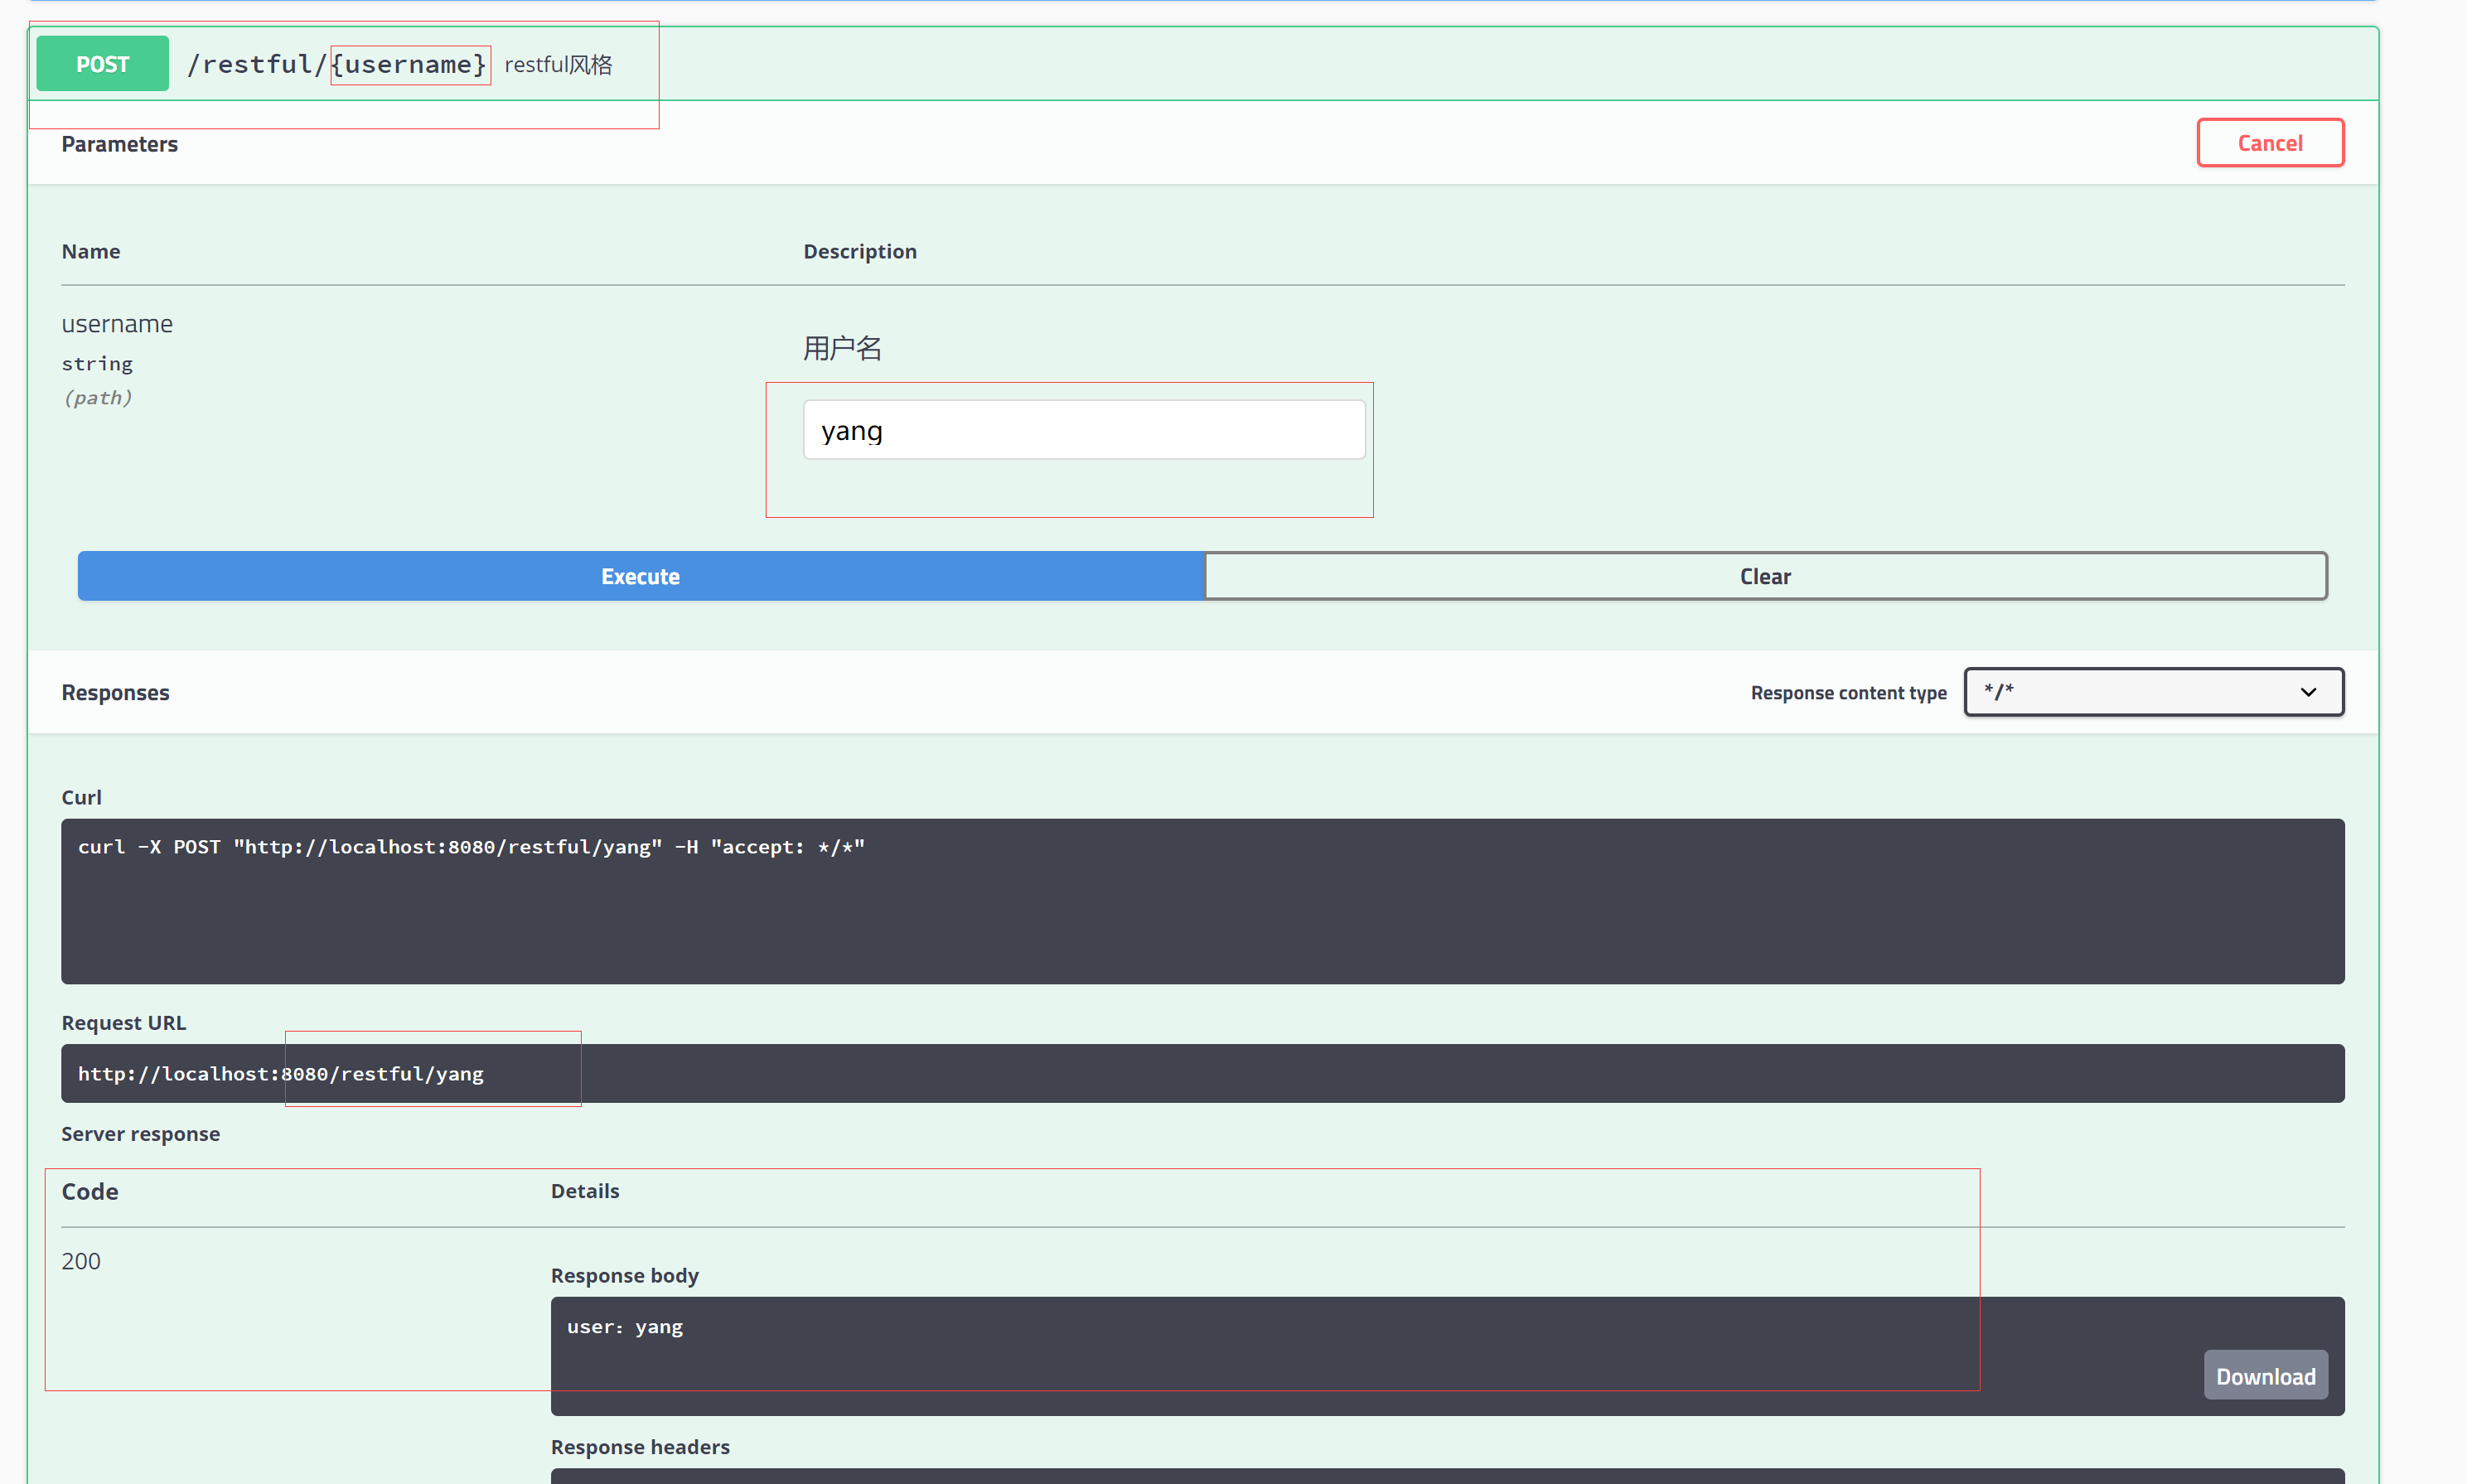 POST /restful/{username} restful风格
Parameters Cancel
Name Description
username
string
(path)
用户名
yang
Execute Clear
Responses Response content type */*
Curl
curl -X POST "http://localhost:8080/restful/yang" -H "accept: */*"
Request URL
http://localhost:8080/restful/yang
Server response
Code Details
200
Response body
user：yang
Download
Response headers